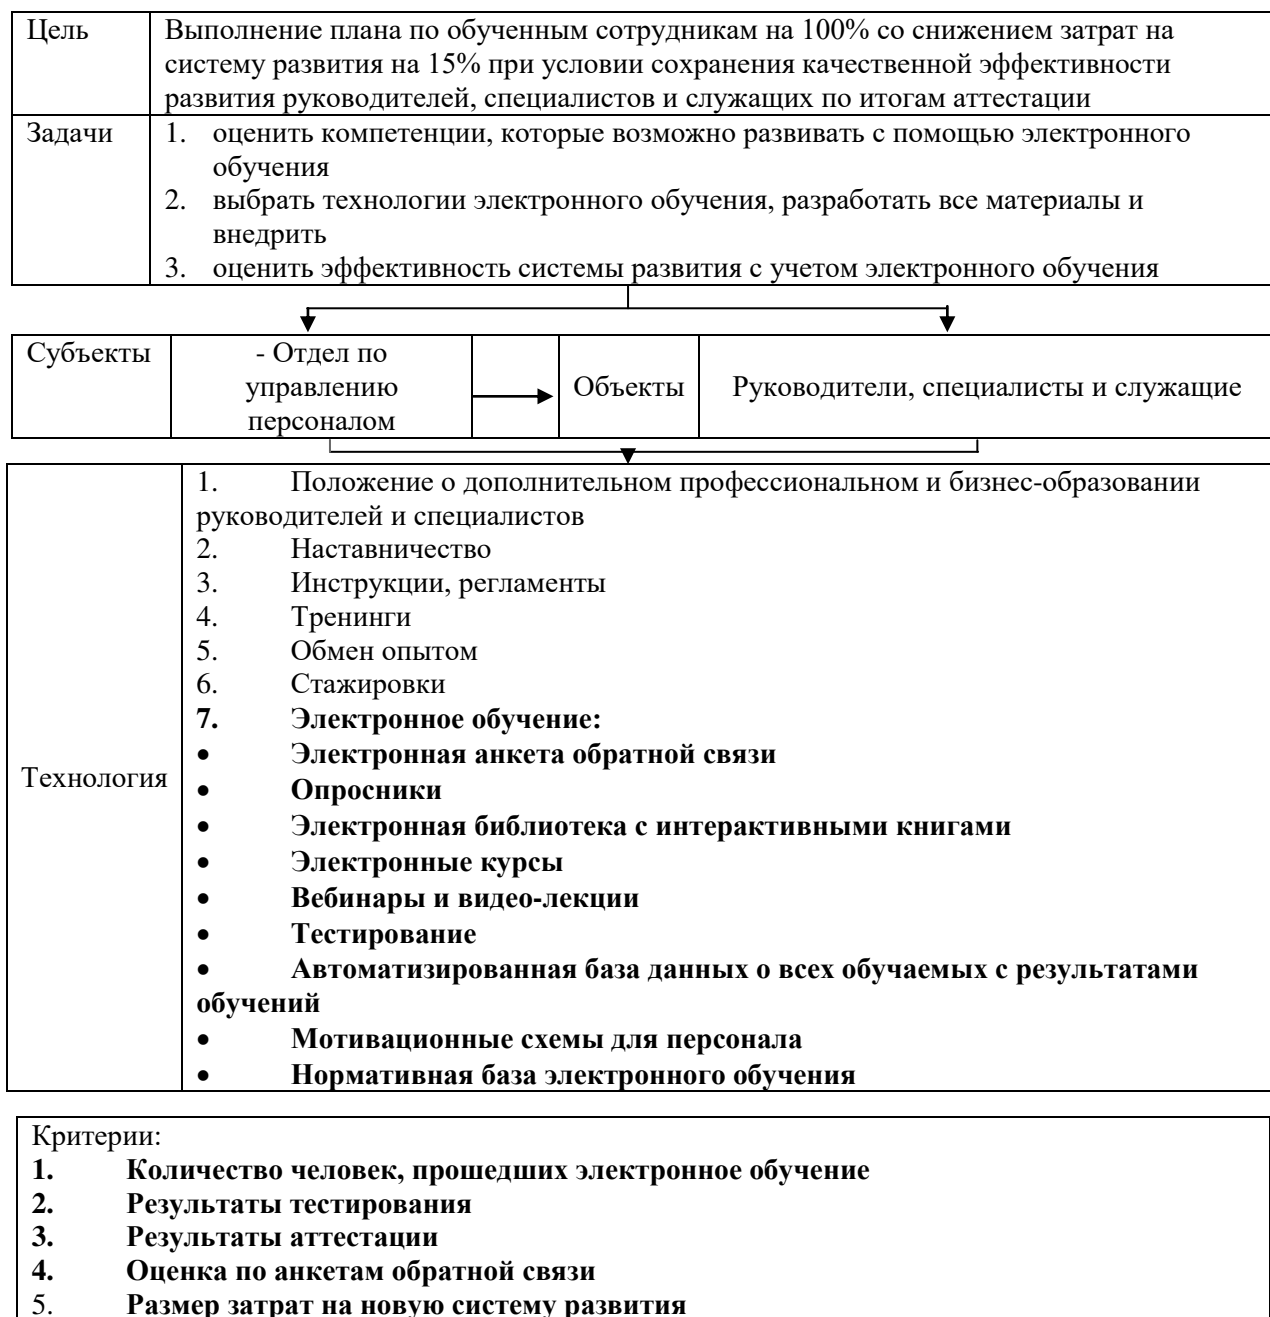 Цель
Выполнение плана по обученным сотрудникам на 100% со снижением затрат на
систему развития на 15% при условии сохранения качественной эффективности
развития руководителей, специалистов и служащих по итогам аттестации
Задачи
1. оценить компетенции, которые возможно развивать с помощью электронного
обучения
2. выбрать технологии электронного обучения, разработать все материалы и
внедрить
3. оценить эффективность системы развития с учетом электронного обучения
Субъекты
- Отдел по
управлению
персоналом
Объекты
Руководители, специалисты и служащие
Технология
1. Положение о дополнительном профессиональном и бизнес-образовании
руководителей и специалистов
2. Наставничество
3. Инструкции, регламенты
4. Тренинги
5. Обмен опытом
6. Стажировки
7. Электронное обучение:
• Электронная анкета обратной связи
• Опросники
• Электронная библиотека с интерактивными книгами
• Электронные курсы
• Вебинары и видео-лекции
• Тестирование
• Автоматизированная база данных о всех обучаемых с результатами
обучений
• Мотивационные схемы для персонала
• Нормативная база электронного обучения
Критерии:
1. Количество человек, прошедших электронное обучение
2. Результаты тестирования
3. Результаты аттестации
4. Оценка по анкетам обратной связи
5. Размер затрат на новую систему развития